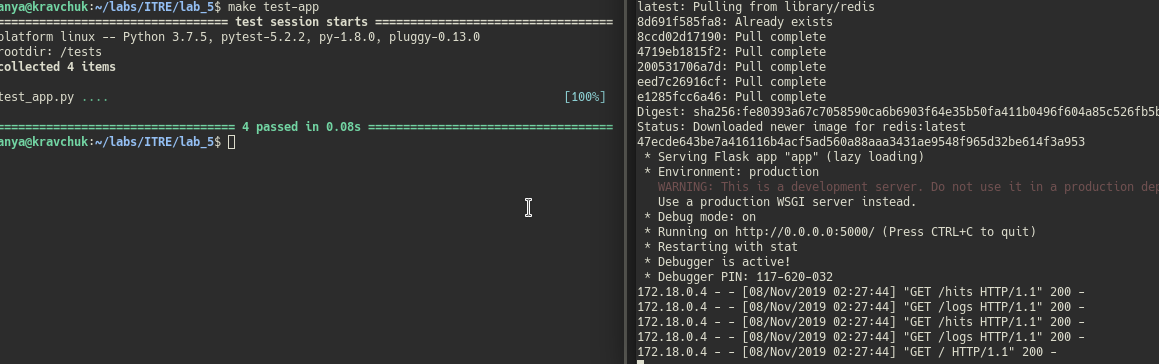 anya@kravchuk:~/labs/ITRE/lab_5$ make test-app
================================ test session starts =================================
platform linux -- Python 3.7.5, pytest-5.2.2, py-1.8.0, pluggy-0.13.0
rootdir: /tests
collected 4 items
test_app.py .... [100%]
================================= 4 passed in 0.08s ==================================
anya@kravchuk:~/labs/ITRE/lab_5$
latest: Pulling from library/redis
8d691f585fa8: Already exists
8ccd02d17190: Pull complete
4719eb1815f2: Pull complete
200531706a7d: Pull complete
eed7c26916cf: Pull complete
e1285fcc6a46: Pull complete
Digest: sha256:fe80393a67c7058590ca6b6903f64e35b50fa411b0496f604a85c526fb5b
Status: Downloaded newer image for redis:latest
47ecde643be7a416116b4acf5ad560a88aaa3431ae9548f965d32be614f3a953
* Serving Flask app "app" (lazy loading)
* Environment: production
WARNING: This is a development server. Do not use it in a production dep
Use a production WSGI server instead.
* Debug mode: on
* Running on http://0.0.0.0:5000/ (Press CTRL+C to quit)
* Restarting with stat
* Debugger is active!
* Debugger PIN: 117-620-032
172.18.0.4 - - [08/Nov/2019 02:27:44] "GET /hits HTTP/1.1" 200 -
172.18.0.4 - - [08/Nov/2019 02:27:44] "GET /logs HTTP/1.1" 200 -
172.18.0.4 - - [08/Nov/2019 02:27:44] "GET /hits HTTP/1.1" 200 -
172.18.0.4 - - [08/Nov/2019 02:27:44] "GET /logs HTTP/1.1" 200 -
172.18.0.4 - - [08/Nov/2019 02:27:44] "GET / HTTP/1.1" 200 -